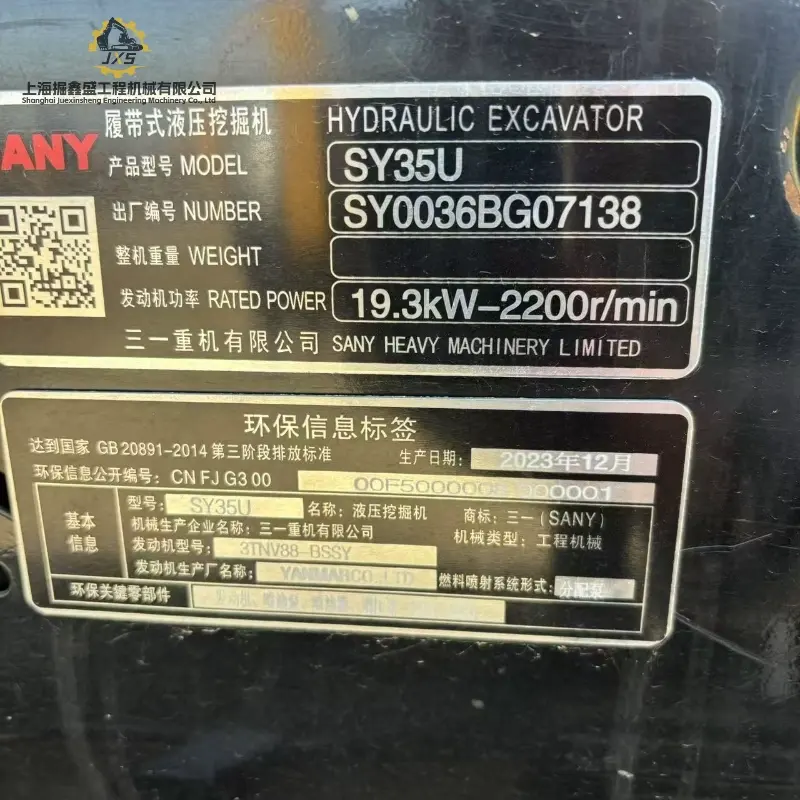 JXS
上海掘鑫盛工程机械有限公司
Shanghai Juexinsheng Engineering Machinery Co., Ltd
ANY
履带式液压挖掘机 HYDRAULIC EXCAVATOR
产品型号 MODEL SY35U
出厂编号 NUMBER SY0036BG07138
整机重量 WEIGHT
发动机功率 RATED POWER 19.3kW-2200r/min
三一重机有限公司 SANY HEAVY MACHINERY LIMITED
环保信息标签
达到国家 GB 20891-2014 第三阶段排放标准 生产日期: 2023年12月
环保信息公开编号: CN FJ G3 00
基本信息
型号: SY35U 名称: 液压挖掘机 商标: 三一 (SANY)
机械生产企业名称: 三一重机有限公司 机械类型: 工程机械
发动机型号: 3TNV88-BSSY
发动机生产厂名称: YANMARCO.,LTD 燃料喷射系统形式: 分配泵
环保关键零部件